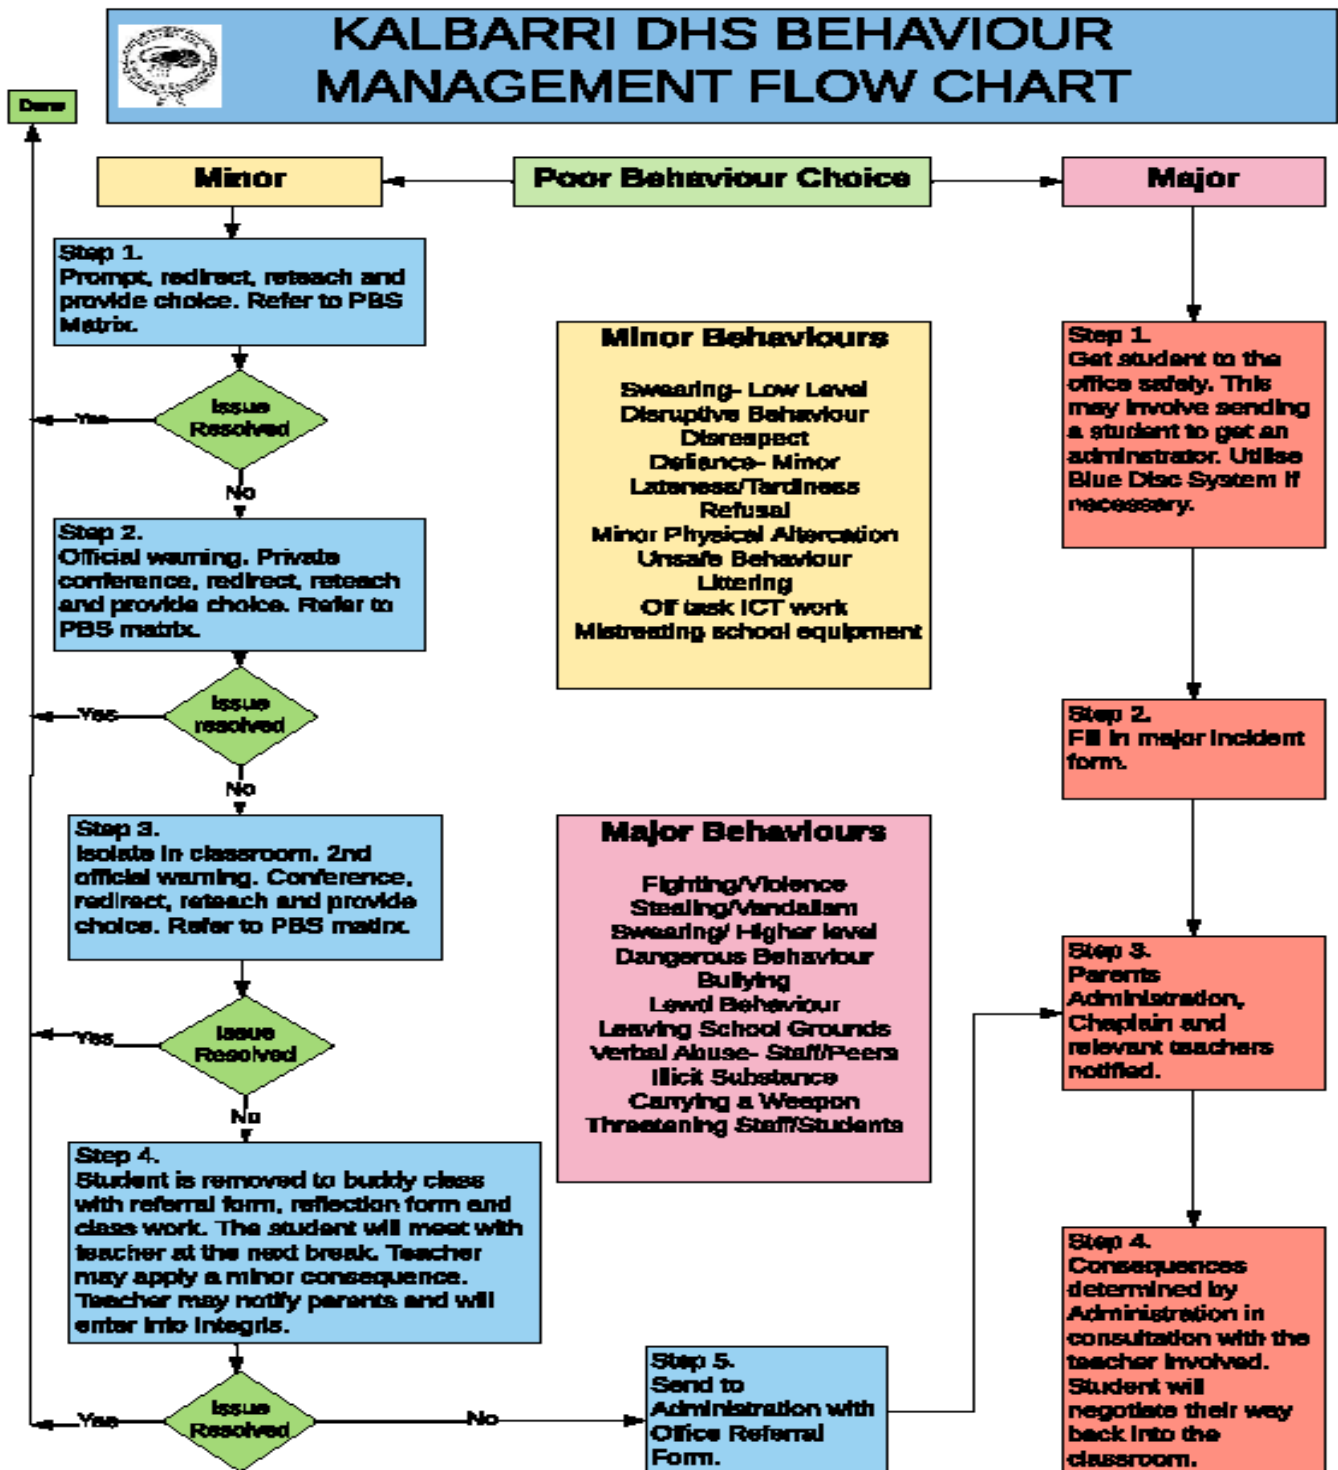 KALBARRI DHS BEHAVIOUR
MANAGEMENT FLOW CHART
Done
Minor
Poor Behaviour Choice
Major
Step 1.
Prompt, redirect, reteach and
provide choice. Refer to PBS
Matrix.
Issue
Resolved
Yes
No
Step 2.
Official warning. Private
conference, redirect, reteach
and provide choice. Refer to
PBS matrix.
Issue
resolved
Yes
No
Step 3.
Isolate in classroom. 2nd
official warning. Conference,
redirect, reteach and provide
choice. Refer to PBS matirx.
Issue
Resolved
Yes
No
Step 4.
Student is removed to buddy class
with referral form, reflection form and
class work. The student will meet with
teacher at the next break. Teacher
may apply a minor consequence.
Teacher may notify parents and will
enter into Integris.
Issue
Resolved
Yes
No
Step 5.
Send to
Administration with
Office Referral
Form.
Minor Behaviours
Swearing- Low Level
Disruptive Behaviour
Disrespect
Defiance- Minor
Lateness/Tardiness
Refusal
Minor Physical Altercation
Unsafe Behaviour
Littering
Off task ICT work
Mistreating school equipment
Major Behaviours
Fighting/Violence
Stealing/Vandalism
Swearing/ Higher level
Dangerous Behaviour
Bullying
Lewd Behaviour
Leaving School Grounds
Verbal Abuse- Staff/Peers
Illicit Substance
Carrying a Weapon
Threatening Staff/Students
Step 1.
Get student to the
office safely. This
may involve sending
a student to get an
adminstrator. Utilise
Blue Disc System if
necessary.
Step 2.
Fill in major incident
form.
Step 3.
Parents
Administration,
Chaplain and
relevant teachers
notified.
Step 4.
Consequences
determined by
Administration in
consultation with the
teacher involved.
Student will
negotiate their way
back into the
classroom.